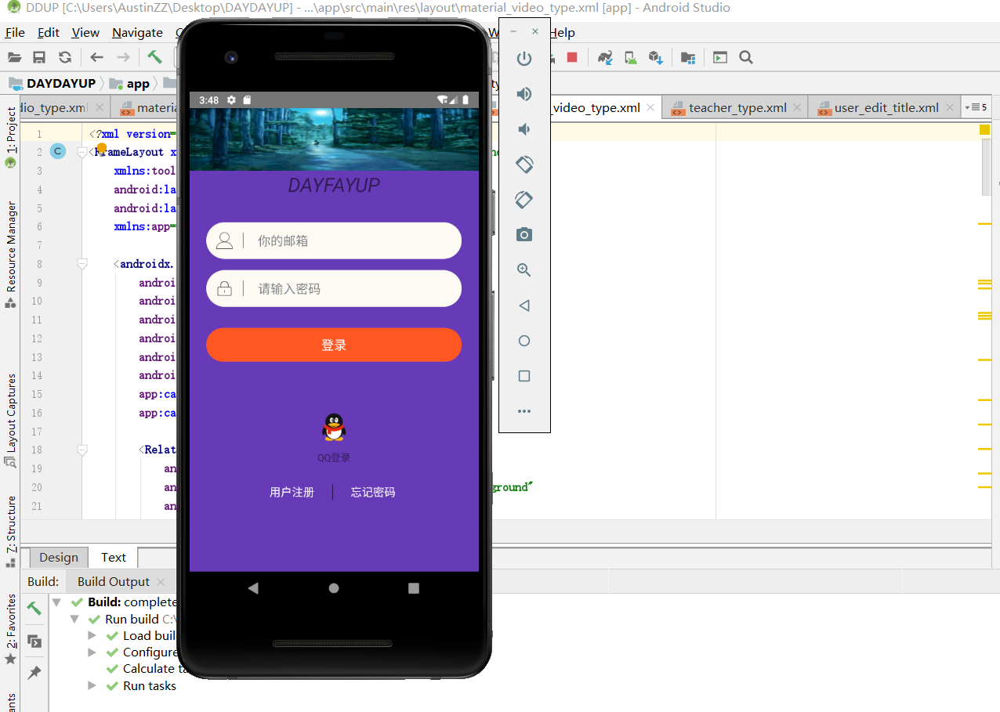 DDUP [C:\Users\AustinZZ\Desktop\DAYDAYUP] - ...\app\src\main\res\layout\material_video_type.xml [app] - Android Studio
File Edit View Navigate
Help
DAYDAYUP app
dio_type.xml
_video_type.xml teacher_type.xml user_edit_title.xml 5
1: Project
Resource Manager
Layout Captures
Z: Structure
2: Favorites
1 <?xml version=
2
3 xmlns:tool
4 android:la
5 android:la
6 xmlns:app=
7
8 <androidx.
9 androi
10 androi
11 androi
12 androi
13 androi
14 androi
15 app:ca
16 app:ca
17
18 <Relat
19 an
20 an
21 an
ground"
3:48
DAYFAYUP
你的邮箱
请输入密码
登录
QQ登录
用户注册 忘记密码
Design Text
Build: Build Output
Build: complete
Run build C:\
Load buil
Configure
Calculate ta
Run tasks